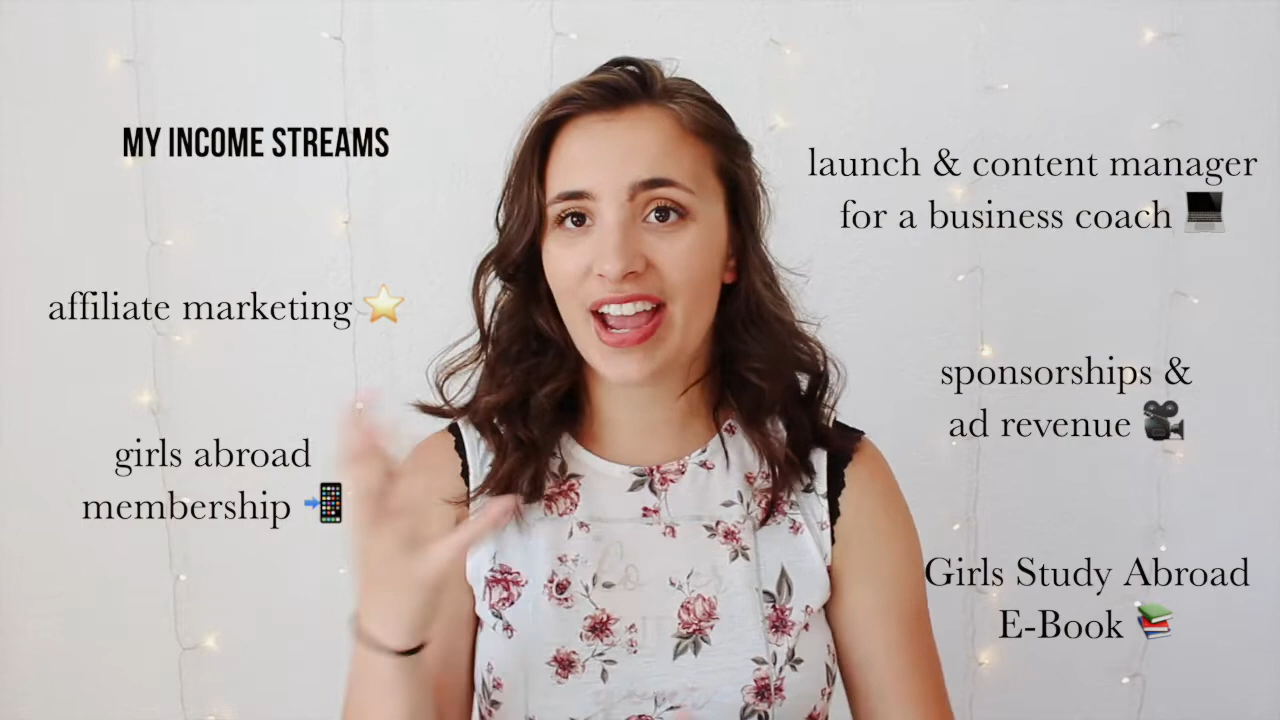 MY INCOME STREAMS
affiliate marketing ⭐
girls abroad
membership 📲
launch & content manager
for a business coach 💻
sponsorships &
ad revenue 🎥
Girls Study Abroad
E-Book 📚